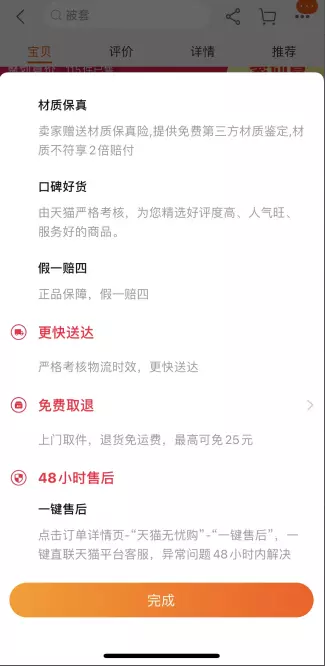 被套
宝贝 评价 详情 推荐
材质保真
卖家赠送材质保真险,提供免费第三方材质鉴定,材
质不符享2倍赔付
口碑好货
由天猫严格考核，为您精选好评度高、人气旺、
服务好的商品。
假一赔四
正品保障，假一赔四
更快送达
严格考核物流时效，更快送达
免费取退
上门取件，退货免运费，最高可免25元
48小时售后
一键售后
点击订单详情页-“天猫无忧购”-“一键售后”，一
键直联天猫平台客服，异常问题48小时内解决
完成